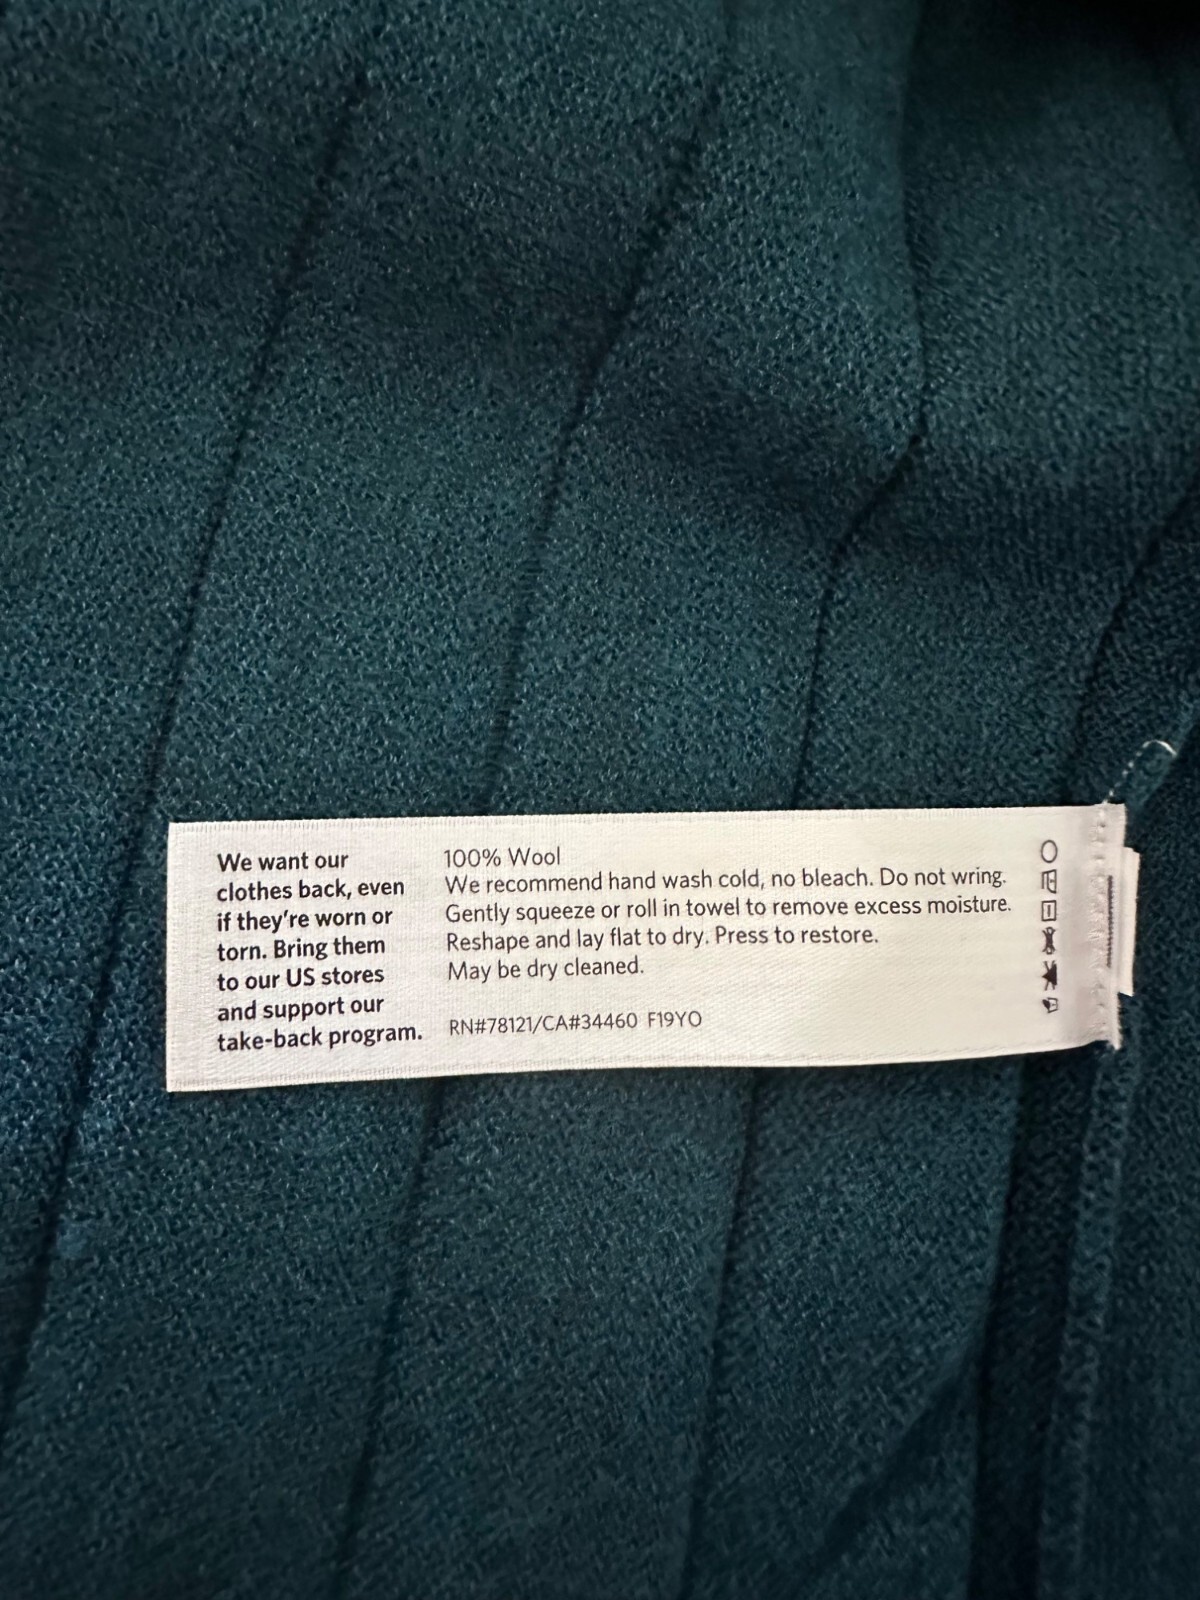 We want our
clothes back, even
if they're worn or
torn. Bring them
to our US stores
and support our
take-back program.
100% Wool
We recommend hand wash cold, no bleach. Do not wring.
Gently squeeze or roll in towel to remove excess moisture.
Reshape and lay flat to dry. Press to restore.
May be dry cleaned.
RN#78121/CA#34460 F19YO